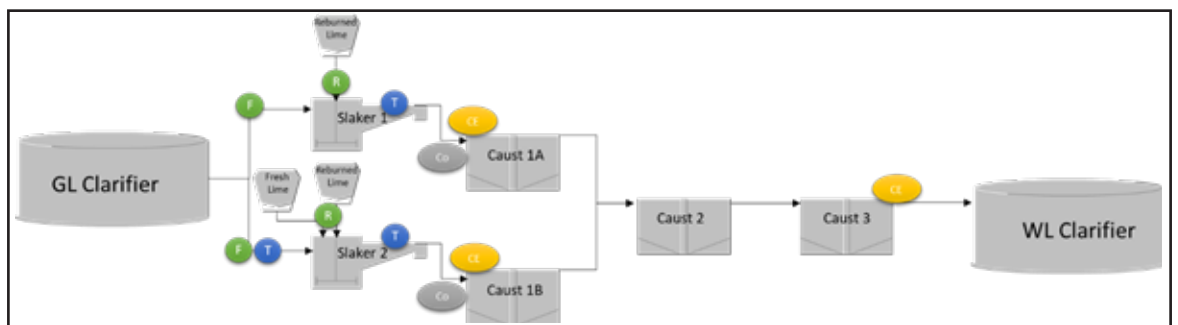 Reburned
Lime
R
F
T
Slaker 1
CE
Co
Caust 1A
GL Clarifier
Fresh
Lime
Reburned
Lime
R
F
T
T
Slaker 2
CE
Co
Caust 1B
Caust 2
Caust 3
CE
WL Clarifier